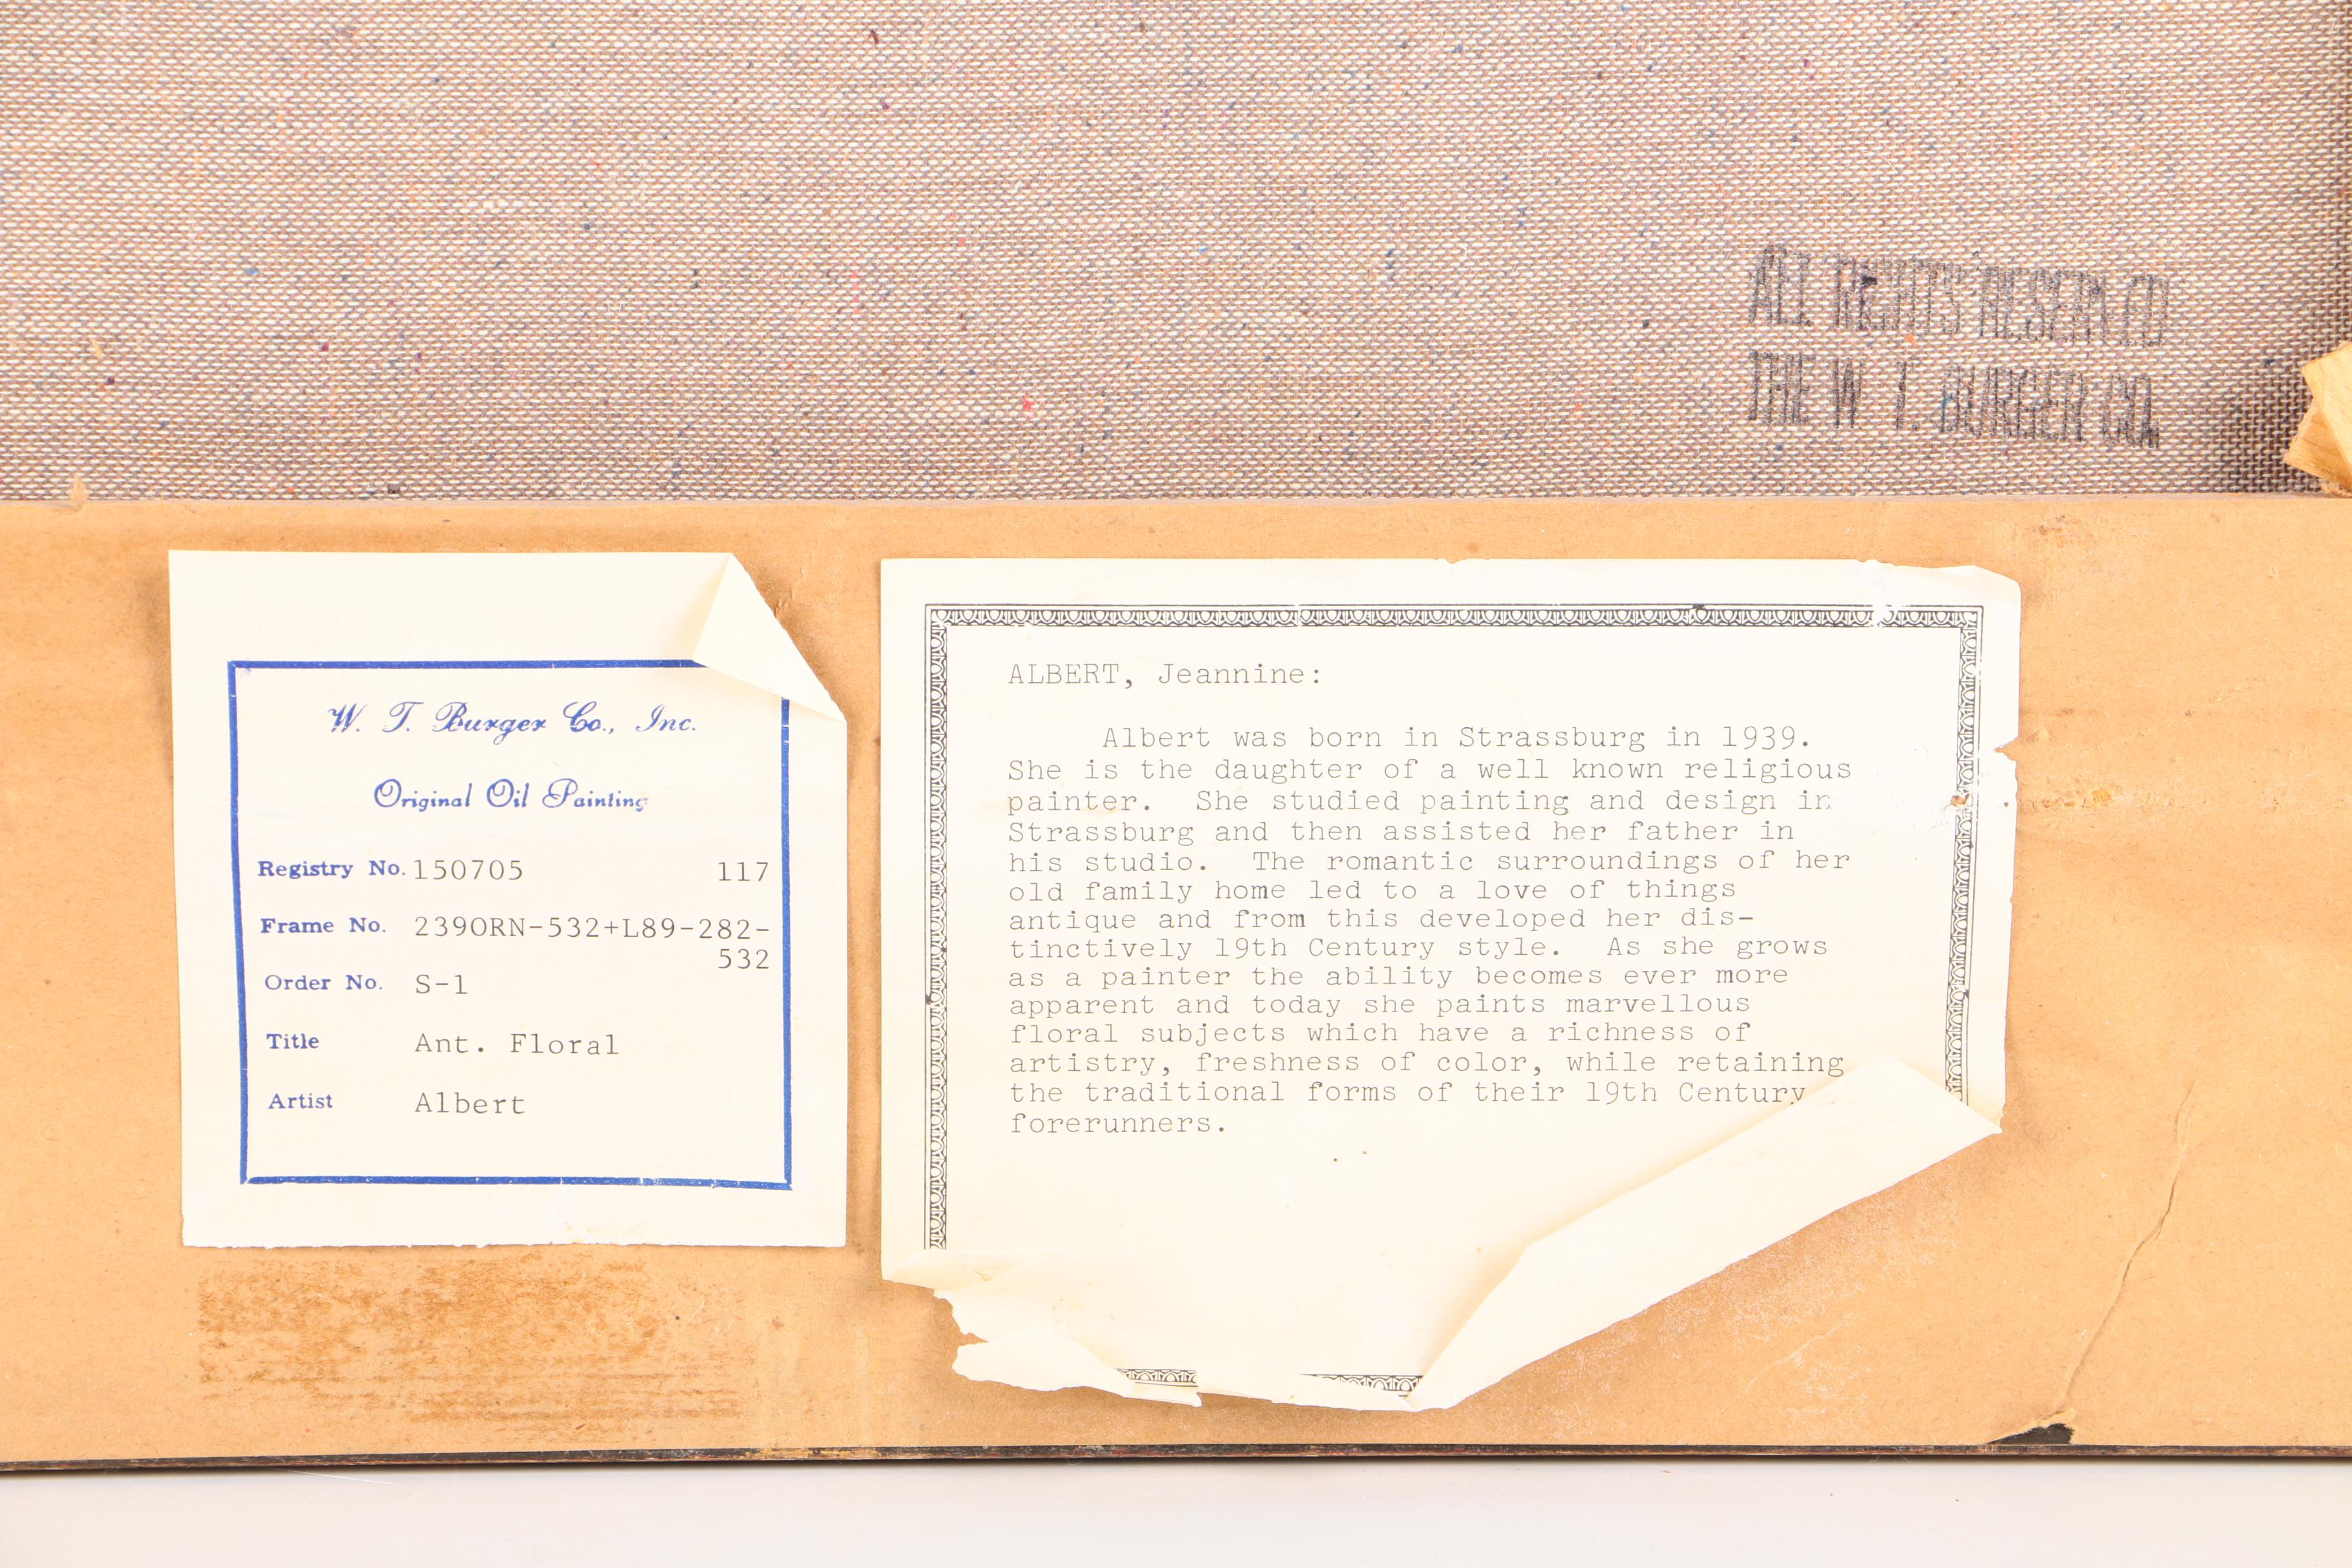 ALL RIGHTS RESERVED
THE W. T. BURGER CO.
W. T. Burger Co., Inc.
Original Oil Painting
Registry No. 150705 117
Frame No. 239ORN-532+L89-282-
532
Order No. S-1
Title Ant. Floral
Artist Albert
ALBERT, Jeannine:
Albert was born in Strassburg in 1939.
She is the daughter of a well known religious
painter. She studied painting and design in
Strassburg and then assisted her father in
his studio. The romantic surroundings of her
old family home led to a love of things
antique and from this developed her dis-
tinctively 19th Century style. As she grows
as a painter the ability becomes ever more
apparent and today she paints marvellous
floral subjects which have a richness of
artistry, freshness of color, while retaining
the traditional forms of their 19th Century
forerunners.